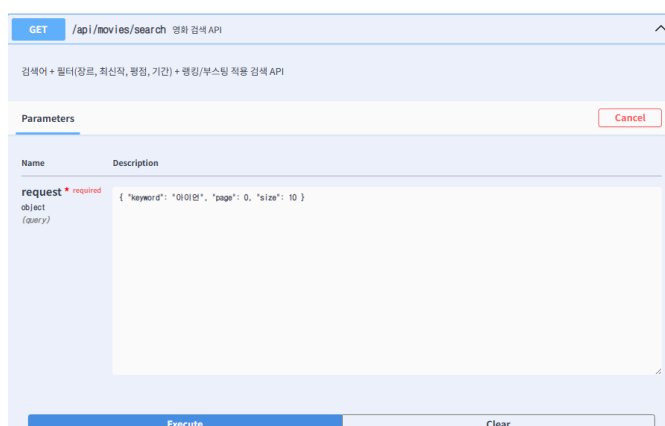 GET /api/movies/search 영화 검색 API
검색어 + 필터(장르, 최신작, 평점, 기간) + 랭킹/부스팅 적용 검색 API
Parameters Cancel
Name Description
request * required
object
(query)
{ "keyword": "아이언", "page": 0, "size": 10 }
Execute Clear